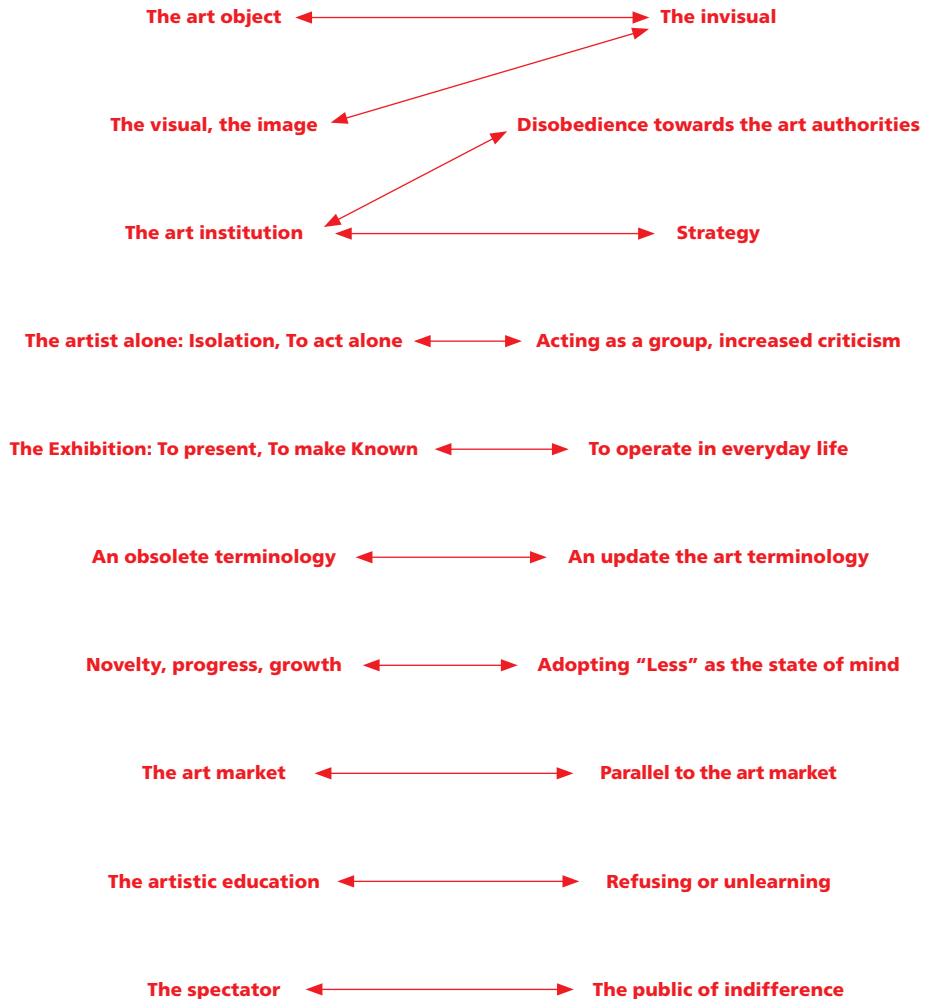 The art object The invisual
The visual, the image Disobedience towards the art authorities
The art institution Strategy
The artist alone: Isolation, To act alone Acting as a group, increased criticism
The Exhibition: To present, To make Known To operate in everyday life
An obsolete terminology An update the art terminology
Novelty, progress, growth Adopting “Less” as the state of mind
The art market Parallel to the art market
The artistic education Refusing or unlearning
The spectator The public of indifference